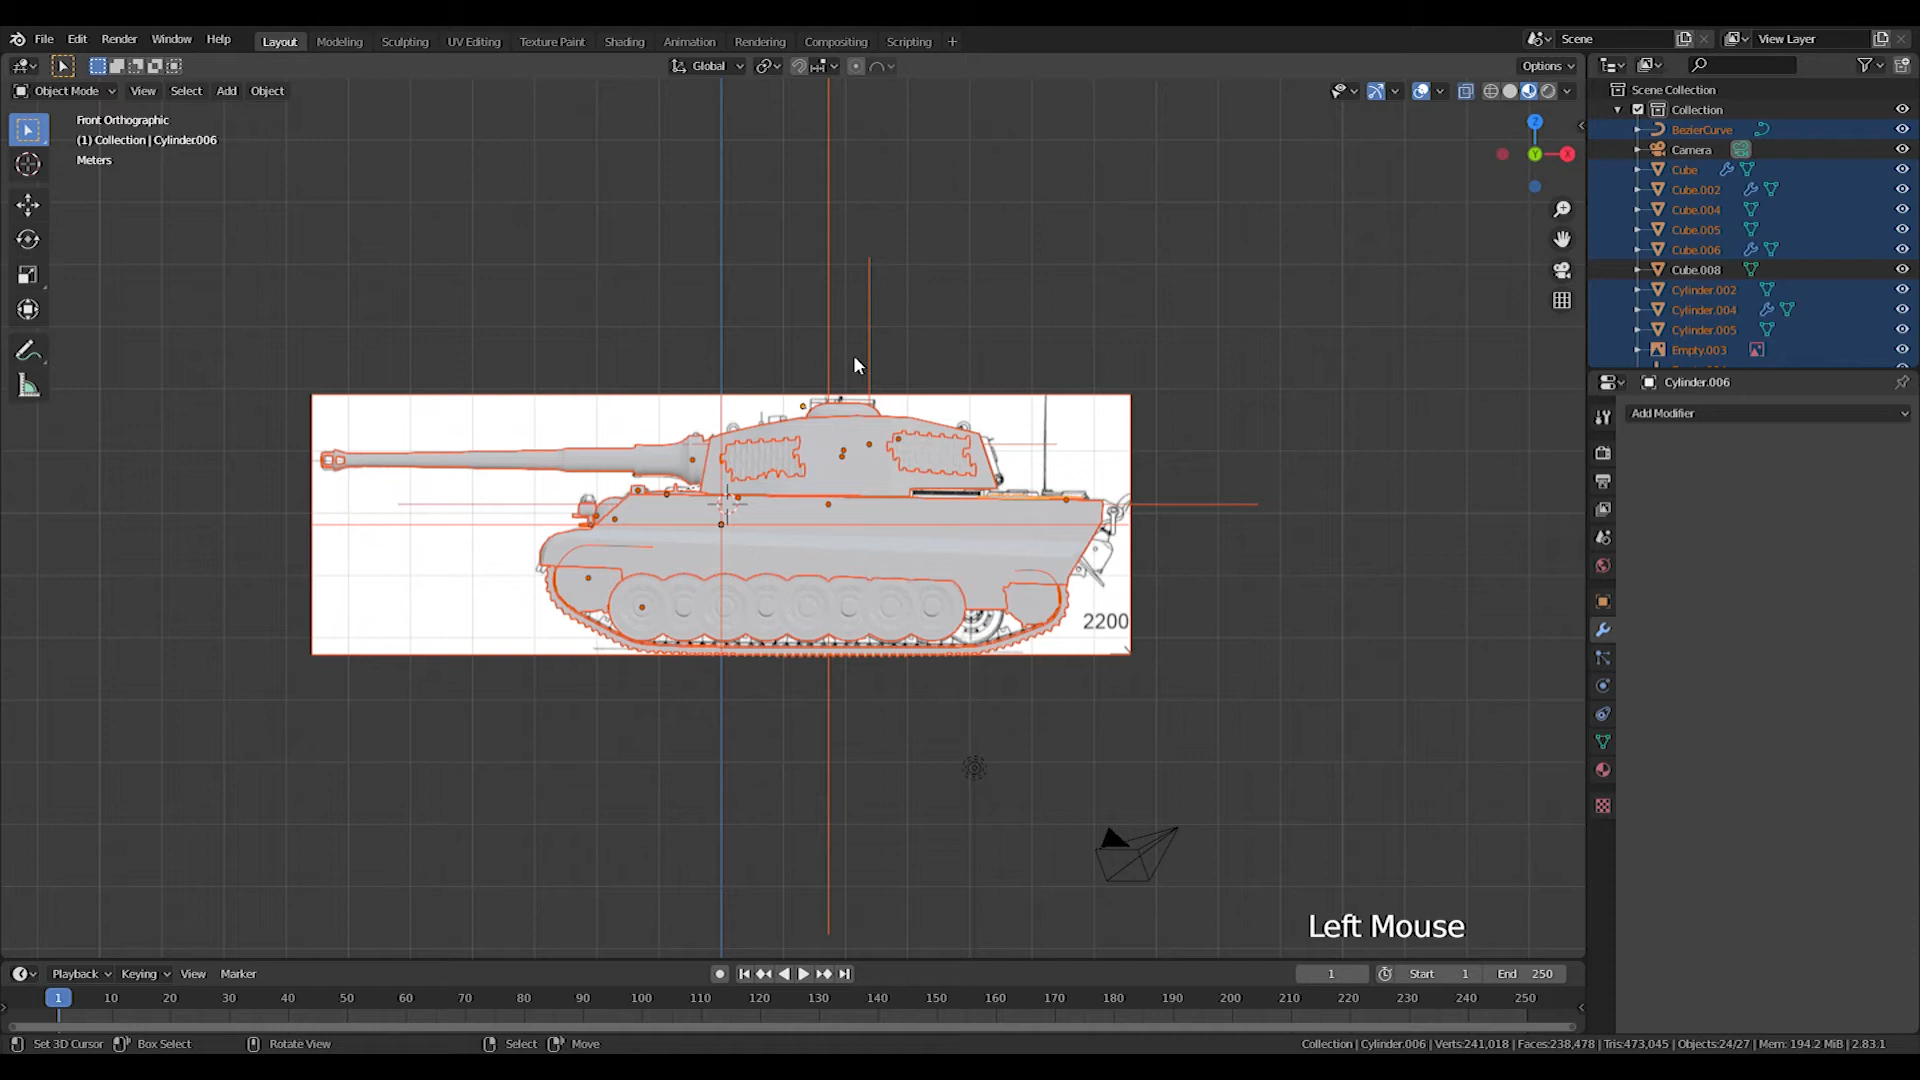 File Edit Render Window Help Layout Modeling Sculpting UV Editing Texture Paint Shading Animation Rendering Compositing Scripting + Scene View Layer
Global Options
Object Mode View Select Add Object
Front Orthographic
(1) Collection | Cylinder.006
Meters
Z
X
Y
Scene Collection
Collection
BezierCurve
Camera
Cube
Cube.002
Cube.004
Cube.005
Cube.006
Cube.008
Cylinder.002
Cylinder.004
Cylinder.005
Empty.003
Cylinder.006
Add Modifier
2200
Left Mouse
Playback Keying View Marker 1 Start 1 End 250
1 10 20 30 40 50 60 70 80 90 100 110 120 130 140 150 160 170 180 190 200 210 220 230 240 250
Set 3D Cursor Box Select Rotate View Select Move Collection | Cylinder.006 | Verts:241,018 | Faces:238,478 | Tris:473,045 | Objects:24/27 | Mem: 194.2 MiB | 2.83.1